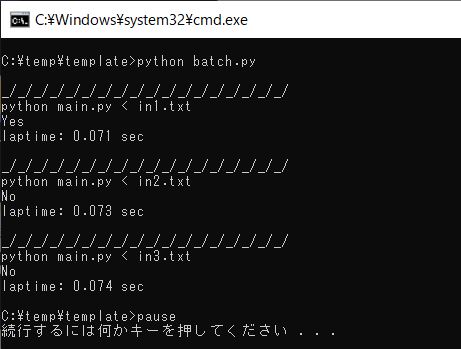 C:¥Windows¥system32¥cmd.exe
C:¥temp¥template>python batch.py
_/_/_/_/_/_/_/_/_/_/_/_/_/_/_/_/_/_/
python main.py < in1.txt
Yes
laptime: 0.071 sec
_/_/_/_/_/_/_/_/_/_/_/_/_/_/_/_/_/_/
python main.py < in2.txt
No
laptime: 0.073 sec
_/_/_/_/_/_/_/_/_/_/_/_/_/_/_/_/_/_/
python main.py < in3.txt
No
laptime: 0.074 sec
C:¥temp¥template>pause
続行するには何かキーを押してください . . .